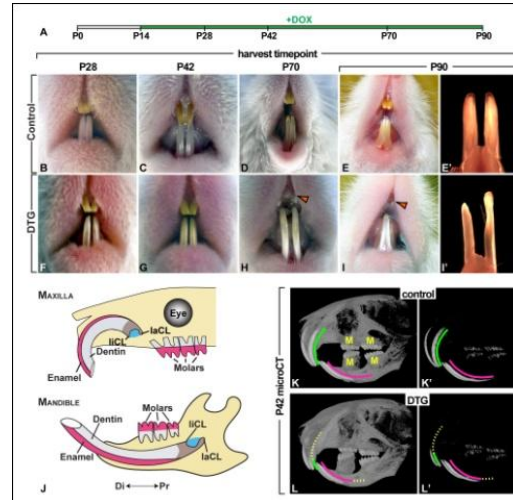 +DOX
A
P0 P14 P28 P42 P70 P90
harvest timepoint
P28 P42 P70 P90
Control
B C D E E'
DTG
F G H I I'
MAXILLA
Eye
laCL
liCL
Dentin
Enamel
Molars
MANDIBLE
Molars
Dentin
liCL
Enamel
laCL
J
Di Pr
P42 microCT
control
M M
M M
K K'
DTG
L L'